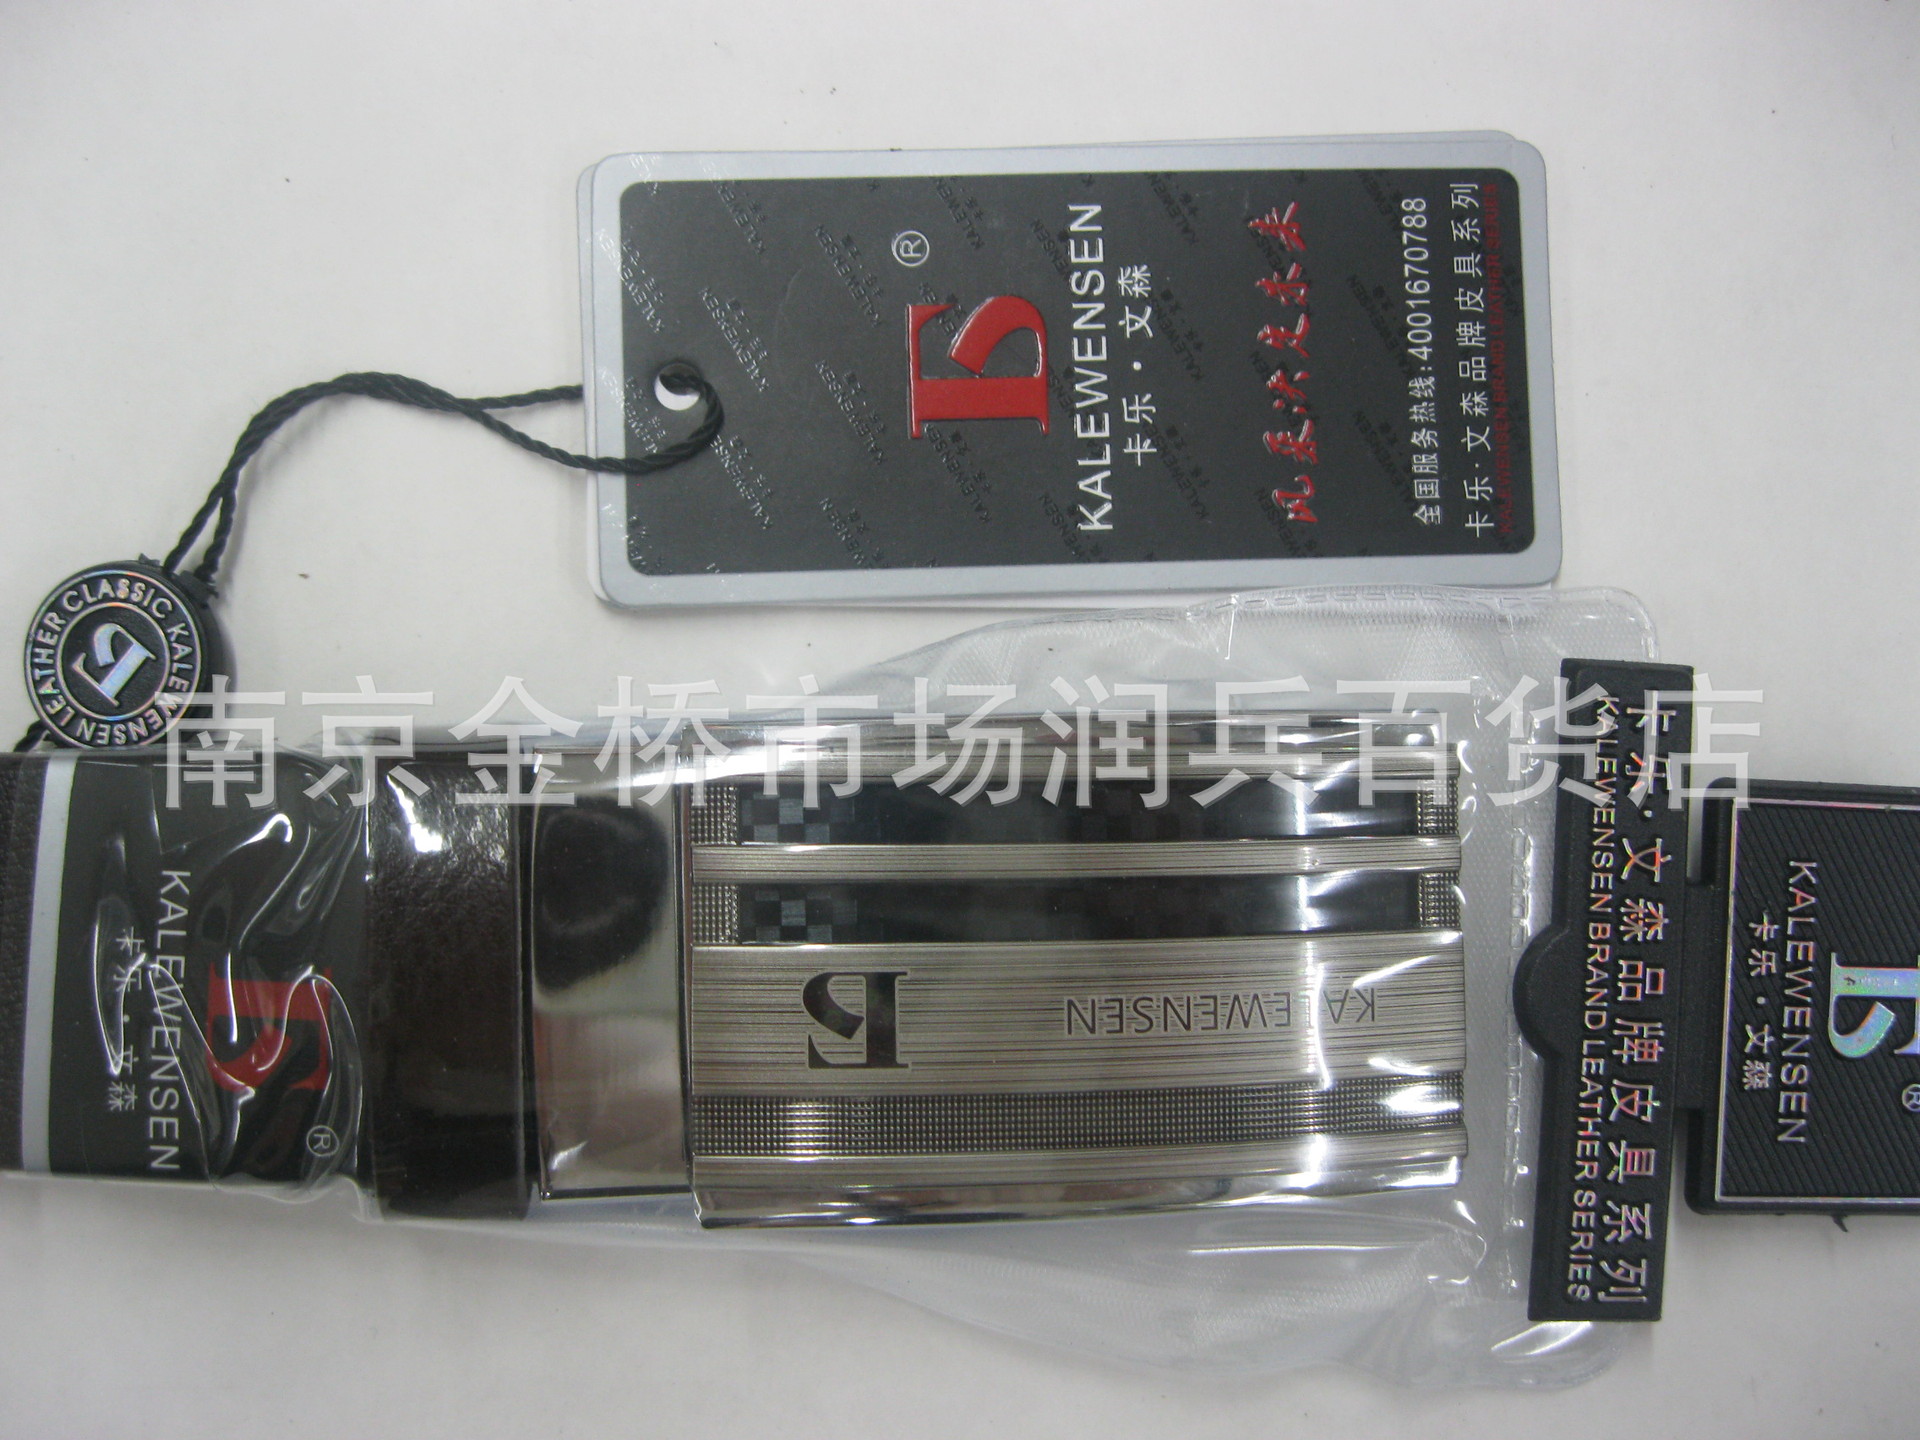 ®
KALEWENSEN
卡乐·文森
风采决定未来
全国服务热线:4001670788
卡乐·文森品牌皮具系列
KALEWENSEN BRAND LEATHER SERIES
CLASSIC KALEWENSEN LEATHER
南京金桥市场润兵百货店
®
KALEWENSEN
卡乐·文森
KALEWENSEN
卡乐·文森品牌皮具系列
KALEWENSEN BRAND LEATHER SERIES
®
KALEWENSEN
卡乐·文森